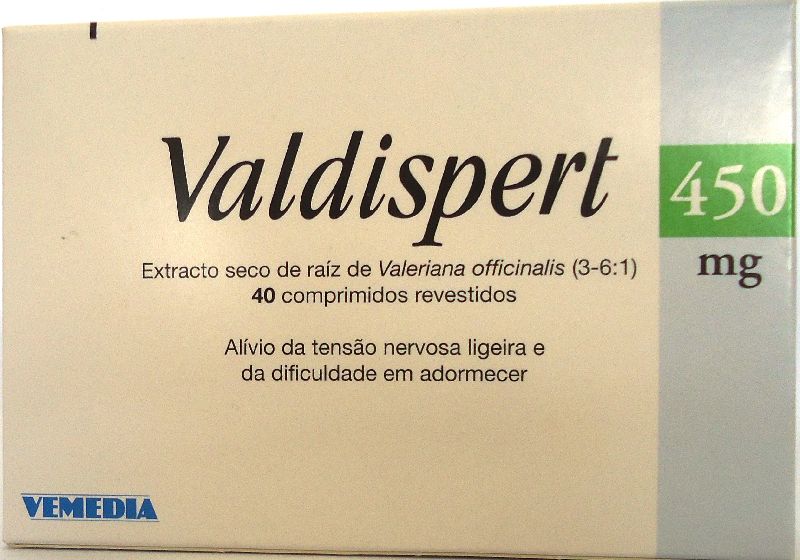 Valdispert
450
mg
Extracto seco de raíz de Valeriana officinalis (3-6:1)
40 comprimidos revestidos
Alívio da tensão nervosa ligeira e
da dificuldade em adormecer
VEMEDIA